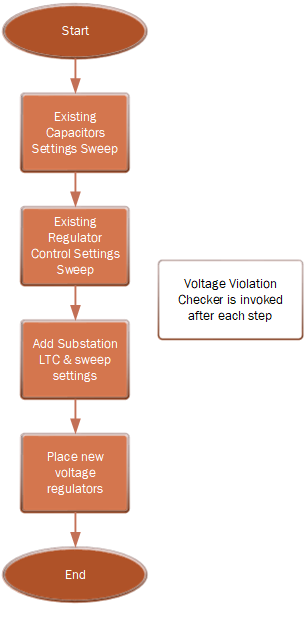 Start
Existing
Capacitors
Settings Sweep
Existing
Regulator
Control Settings
Sweep
Voltage Violation
Checker is invoked
after each step
Add Substation
LTC & sweep
settings
Place new
voltage
regulators
End